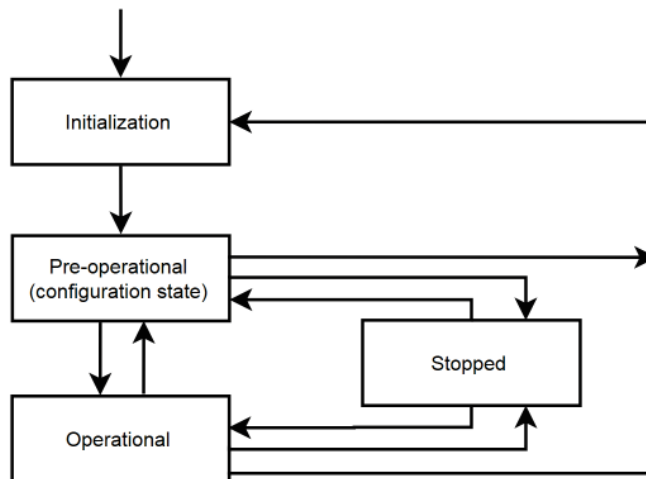 Initialization
Pre-operational
(configuration state)
Stopped
Operational